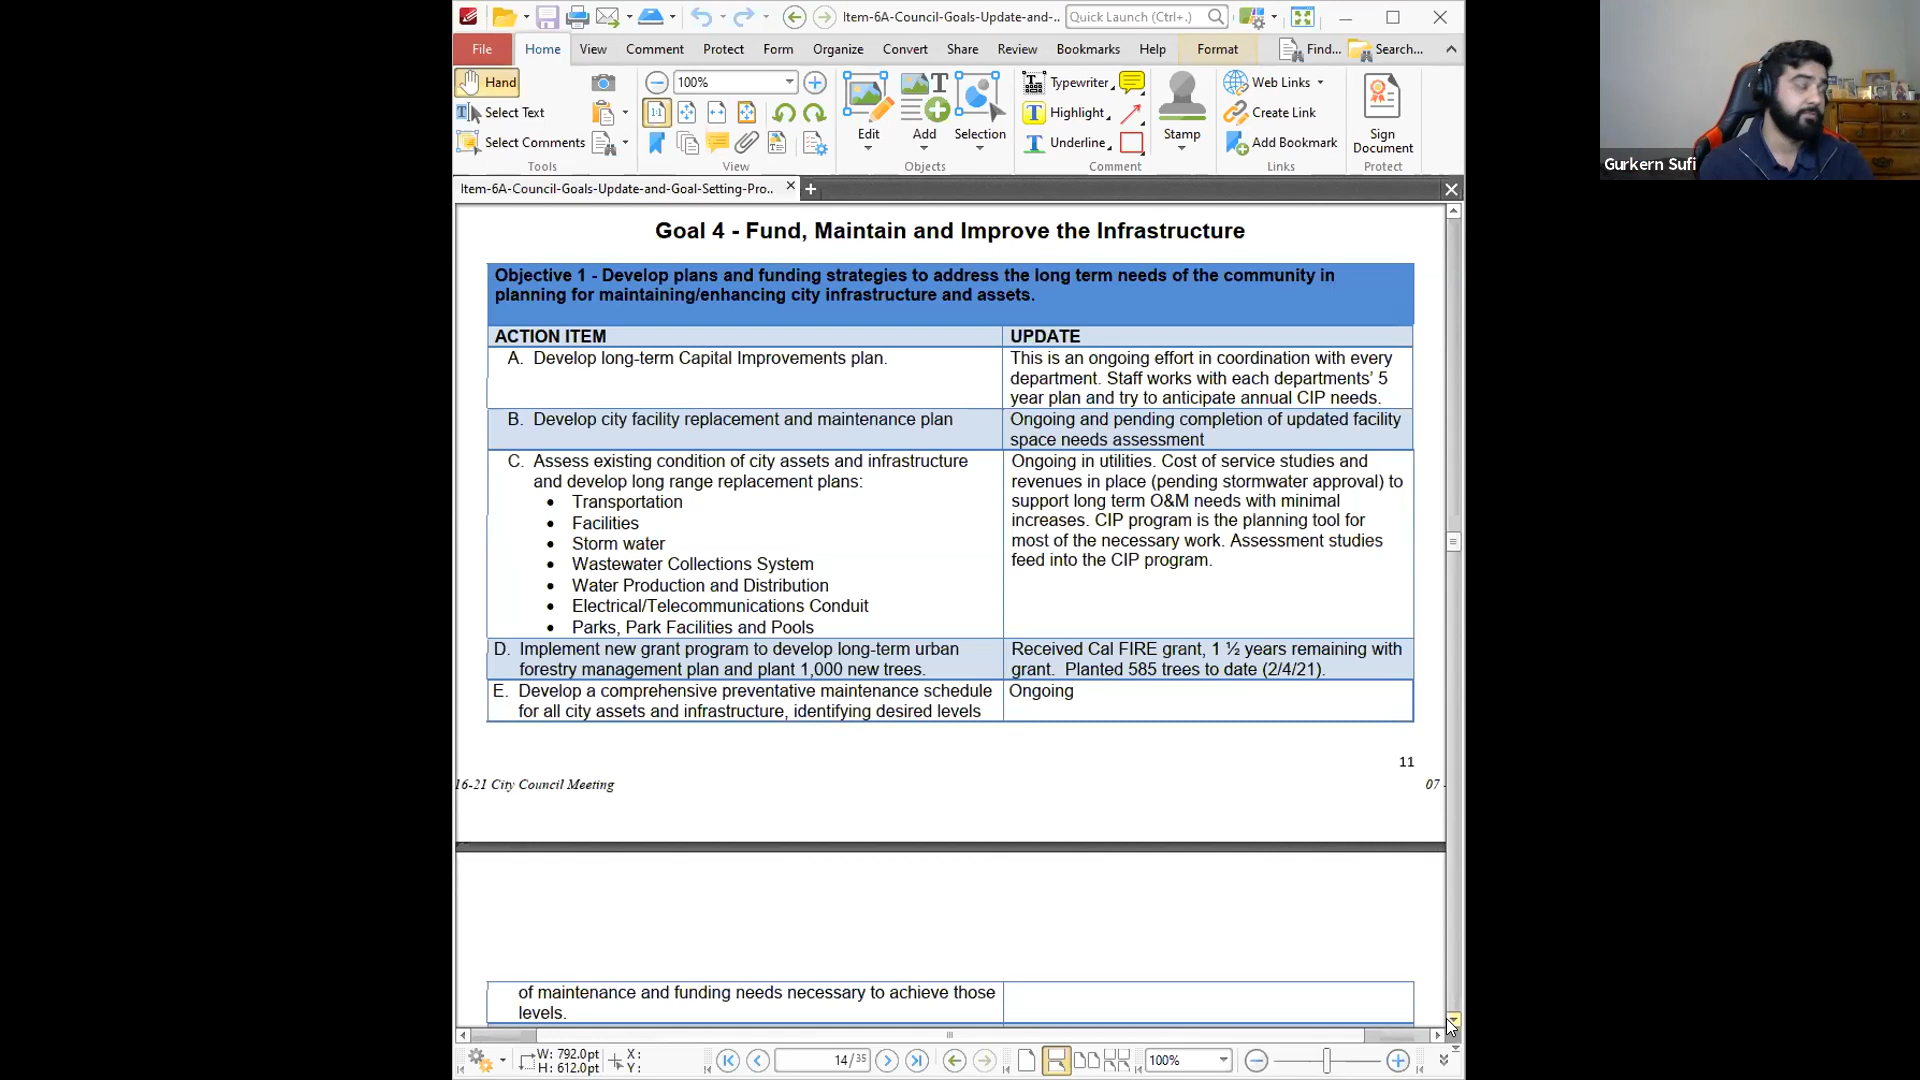 Item-6A-Council-Goals-Update-and-..
Quick Launch (Ctrl+.)
File
Home
View
Comment
Protect
Form
Organize
Convert
Share
Review
Bookmarks
Help
Format
Find...
Search...
Hand
Select Text
Select Comments
Tools
100%
View
Edit
Add
Selection
Objects
Typewriter
Highlight
Underline
Comment
Stamp
Web Links
Create Link
Add Bookmark
Links
Sign
Document
Protect
Gurkern Sufi
Item-6A-Council-Goals-Update-and-Goal-Setting-Pro..
Goal 4 - Fund, Maintain and Improve the Infrastructure
Objective 1 - Develop plans and funding strategies to address the long term needs of the community in
planning for maintaining/enhancing city infrastructure and assets.
ACTION ITEM
UPDATE
A. Develop long-term Capital Improvements plan.
This is an ongoing effort in coordination with every
department. Staff works with each departments’ 5
year plan and try to anticipate annual CIP needs.
B. Develop city facility replacement and maintenance plan
Ongoing and pending completion of updated facility
space needs assessment
C. Assess existing condition of city assets and infrastructure
and develop long range replacement plans:
• Transportation
• Facilities
• Storm water
• Wastewater Collections System
• Water Production and Distribution
• Electrical/Telecommunications Conduit
• Parks, Park Facilities and Pools
Ongoing in utilities. Cost of service studies and
revenues in place (pending stormwater approval) to
support long term O&M needs with minimal
increases. CIP program is the planning tool for
most of the necessary work. Assessment studies
feed into the CIP program.
D. Implement new grant program to develop long-term urban
forestry management plan and plant 1,000 new trees.
Received Cal FIRE grant, 1 ½ years remaining with
grant. Planted 585 trees to date (2/4/21).
E. Develop a comprehensive preventative maintenance schedule
for all city assets and infrastructure, identifying desired levels
Ongoing
11
16-21 City Council Meeting
07 -
of maintenance and funding needs necessary to achieve those
levels.
W: 792.0pt
H: 612.0pt
X:
Y:
14/35
100%